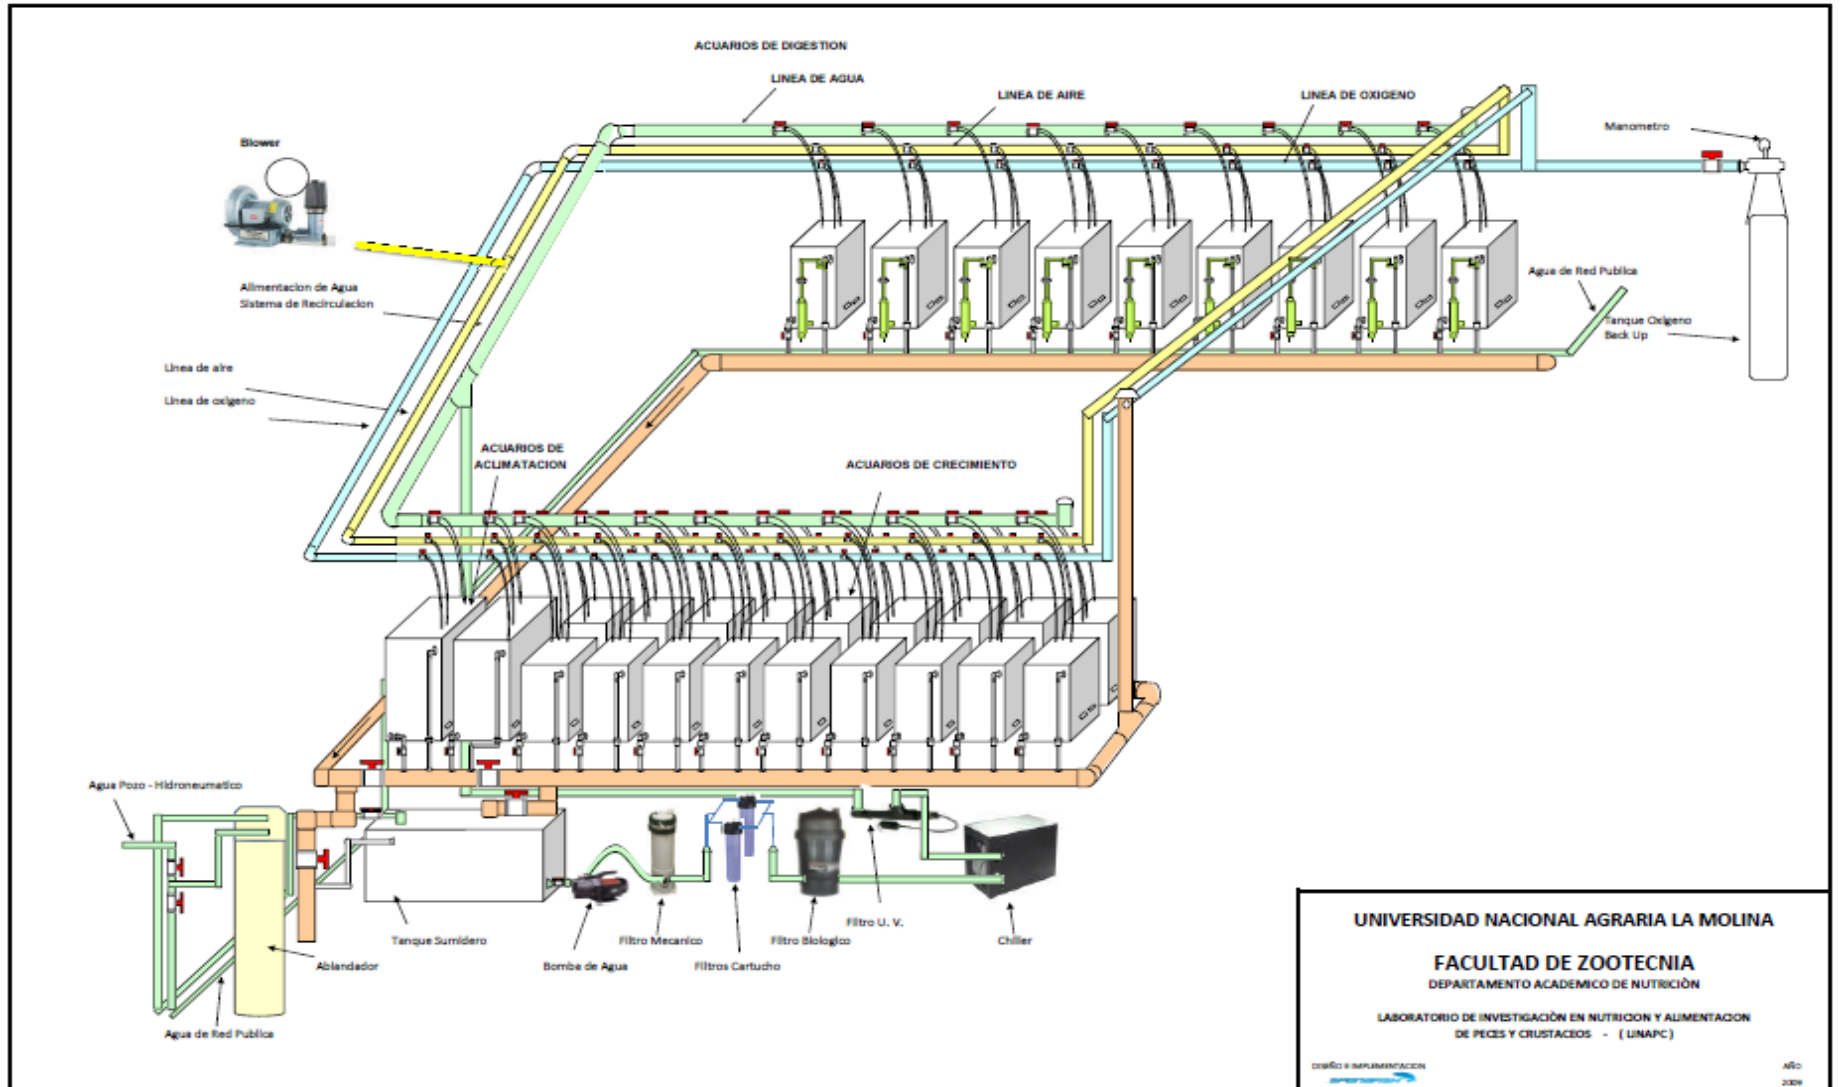 ACUARIOS DE DIGESTION
LINEA DE AGUA
LINEA DE AIRE
LINEA DE OXIGENO
Manometro
Blower
Alimentacion de Agua
Sistema de Recirculacion
Agua de Red Publica
Tanque Oxigeno
Back Up
Linea de aire
Linea de oxigeno
ACUARIOS DE
ACLIMATACION
ACUARIOS DE CRECIMIENTO
Agua Pozo - Hidroneumatico
Tanque Sumidero
Ablandador
Bomba de Agua
Filtro Mecanico
Filtros Cartucho
Filtro Biologico
Filtro U. V.
Chiller
Agua de Red Publica
UNIVERSIDAD NACIONAL AGRARIA LA MOLINA
FACULTAD DE ZOOTECNIA
DEPARTAMENTO ACADEMICO DE NUTRICIÒN
LABORATORIO DE INVESTIGACIÒN EN NUTRICION Y ALIMENTACION
DE PECES Y CRUSTACEOS - ( LINAPC )
DISEÑO E IMPLEMENTACION
AÑO
2009